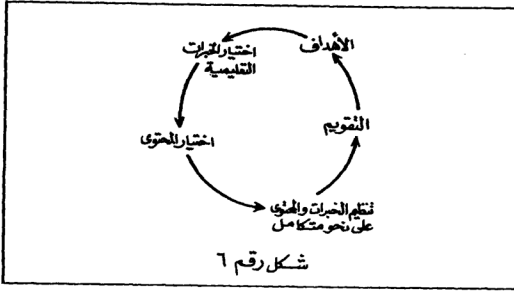 الأهداف
اختيار الخبرات
التعليمية
اختيار المحتوى
تنظيم الخبرات والمحتوى
على نحو متكامل
التقويم
شكل رقم ٦